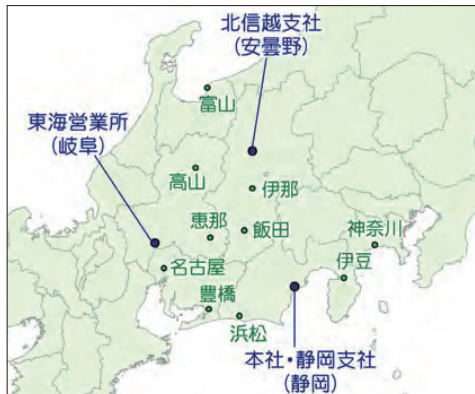 北信越支社
(安曇野)
富山
東海営業所
(岐阜)
高山
伊那
恵那
飯田
神奈川
名古屋
伊豆
豊橋
浜松
本社・静岡支社
(静岡)